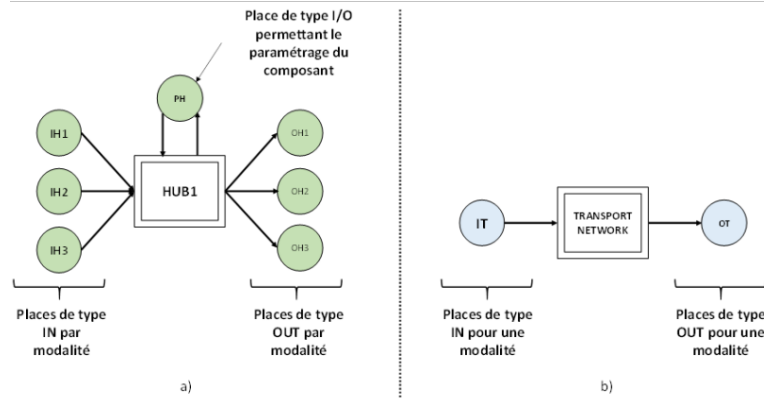 Place de type I/O
permettant le
paramétrage du
composant
PH
IH1
IH2
IH3
HUB1
OH1
OH2
OH3
Places de type
IN par
modalité
Places de type
OUT par
modalité
a)
IT
TRANSPORT
NETWORK
OT
Places de type
IN pour une
modalité
Places de type
OUT pour une
modalité
b)